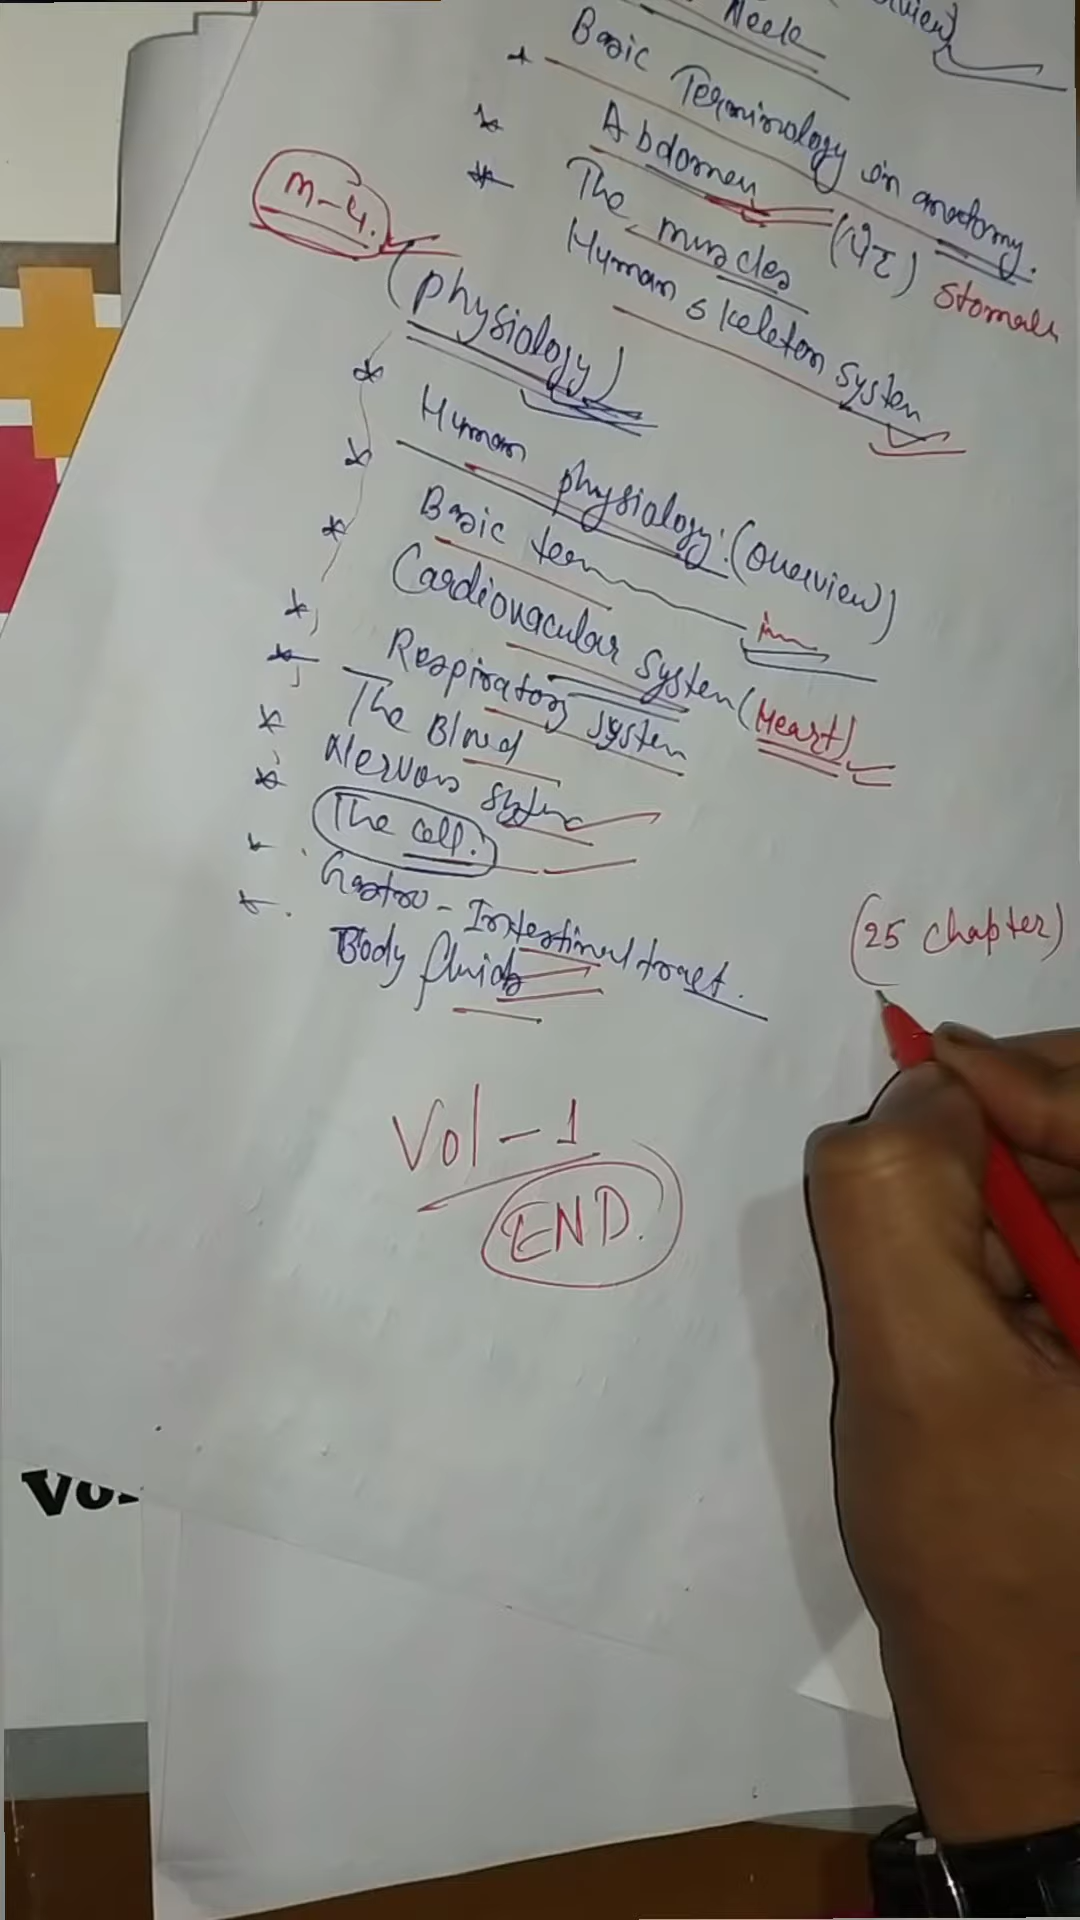 Neck
Basic Terminology in anatomy.
Abdomen (पेट) Stomach
The muscles
Human skeleton system
M-4.
(physiology)
Human physiology: (overview)
Basic term
Cardiovacular system (Heart)
Respiratory system
The Blood
Nervous
The cell.
Gastro-Intestinal tract.
Body fluids
(25 chapter)
Vol-1
END.